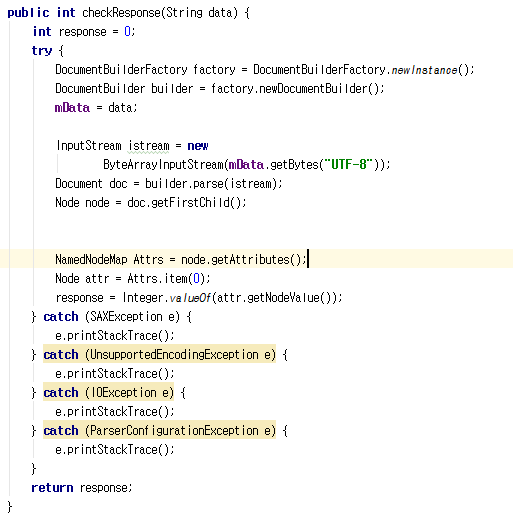 public int checkResponse(String data) {
    int response = 0;
    try {
        DocumentBuilderFactory factory = DocumentBuilderFactory.newInstance();
        DocumentBuilder builder = factory.newDocumentBuilder();
        mData = data;
        InputStream istream = new
                ByteArrayInputStream(mData.getBytes("UTF-8"));
        Document doc = builder.parse(istream);
        Node node = doc.getFirstChild();
        NamedNodeMap Attrs = node.getAttributes();
        Node attr = Attrs.item(0);
        response = Integer.valueOf(attr.getNodeValue());
    } catch (SAXException e) {
        e.printStackTrace();
    } catch (UnsupportedEncodingException e) {
        e.printStackTrace();
    } catch (IOException e) {
        e.printStackTrace();
    } catch (ParserConfigurationException e) {
        e.printStackTrace();
    }
    return response;
}